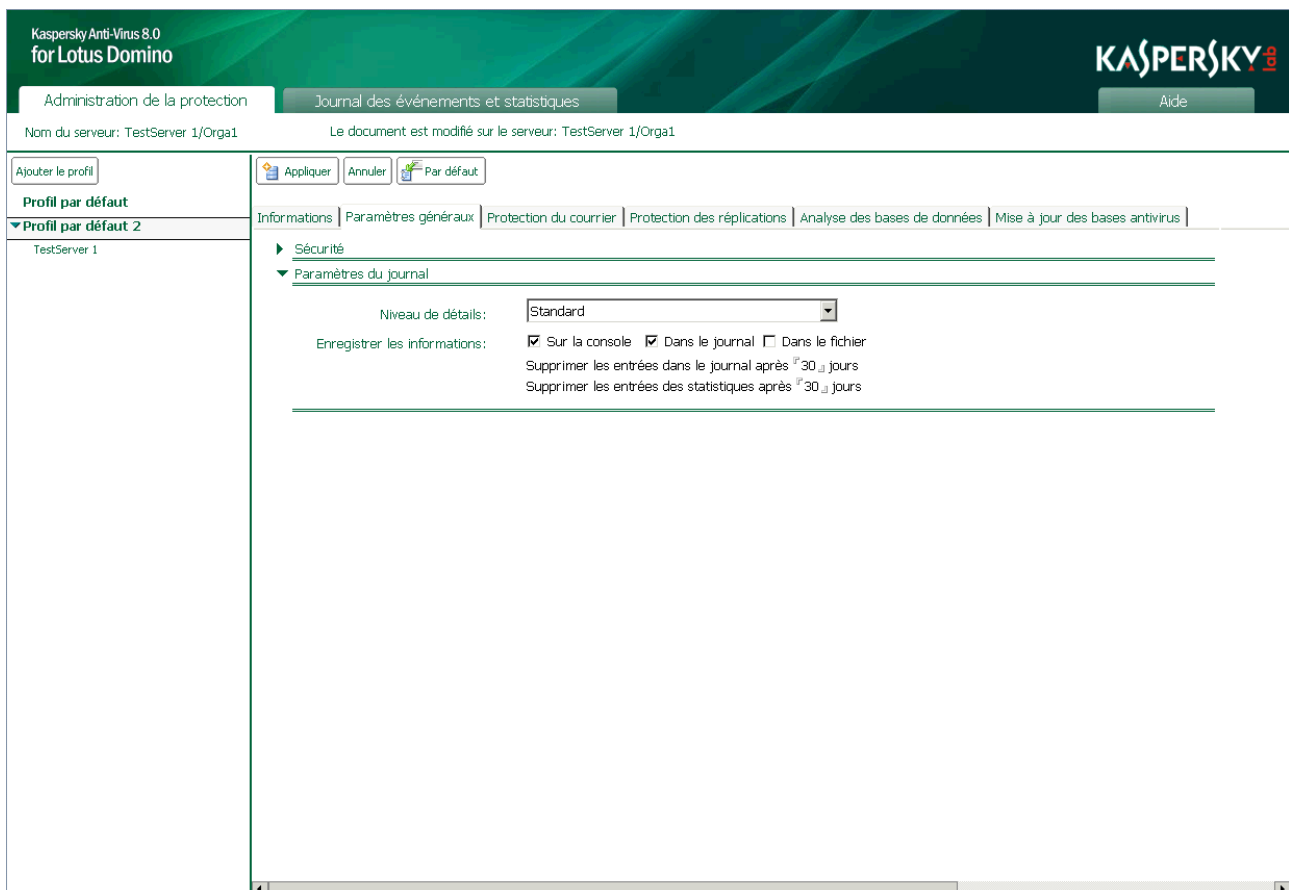 Kaspersky Anti-Virus 8.0
for Lotus Domino
KASPERSKY lab
Administration de la protection
Journal des événements et statistiques
Aide
Nom du serveur: TestServer 1/Orga1
Le document est modifié sur le serveur: TestServer 1/Orga1
Ajouter le profil
Profil par défaut
Profil par défaut 2
TestServer 1
Appliquer Annuler Par défaut
Informations Paramètres généraux Protection du courrier Protection des réplications Analyse des bases de données Mise à jour des bases antivirus
Sécurité
Paramètres du journal
Niveau de détails: Standard
Enregistrer les informations: Sur la console Dans le journal Dans le fichier
Supprimer les entrées dans le journal après 30 jours
Supprimer les entrées des statistiques après 30 jours